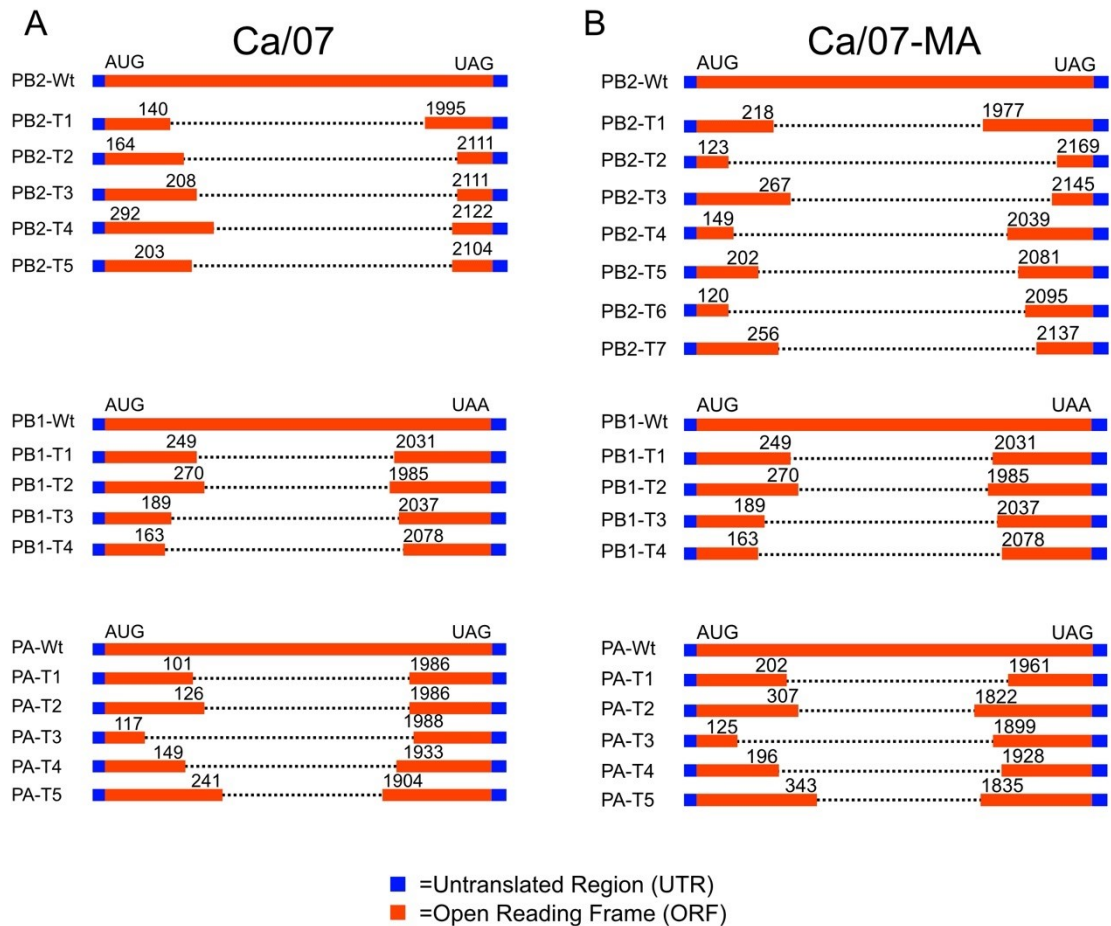 A
Ca/07
AUG UAG
PB2-Wt
140 1995
PB2-T1
164 2111
PB2-T2
208 2111
PB2-T3
292 2122
PB2-T4
203 2104
PB2-T5
AUG UAA
PB1-Wt
249 2031
PB1-T1
270 1985
PB1-T2
189 2037
PB1-T3
163 2078
PB1-T4
AUG UAG
PA-Wt
101 1986
PA-T1
126 1986
PA-T2
117 1988
PA-T3
149 1933
PA-T4
241 1904
PA-T5
B
Ca/07-MA
AUG UAG
PB2-Wt
218 1977
PB2-T1
123 2169
PB2-T2
267 2145
PB2-T3
149 2039
PB2-T4
202 2081
PB2-T5
120 2095
PB2-T6
256 2137
PB2-T7
AUG UAA
PB1-Wt
249 2031
PB1-T1
270 1985
PB1-T2
189 2037
PB1-T3
163 2078
PB1-T4
AUG UAG
PA-Wt
202 1961
PA-T1
307 1822
PA-T2
125 1899
PA-T3
196 1928
PA-T4
343 1835
PA-T5
=Untranslated Region (UTR)
=Open Reading Frame (ORF)